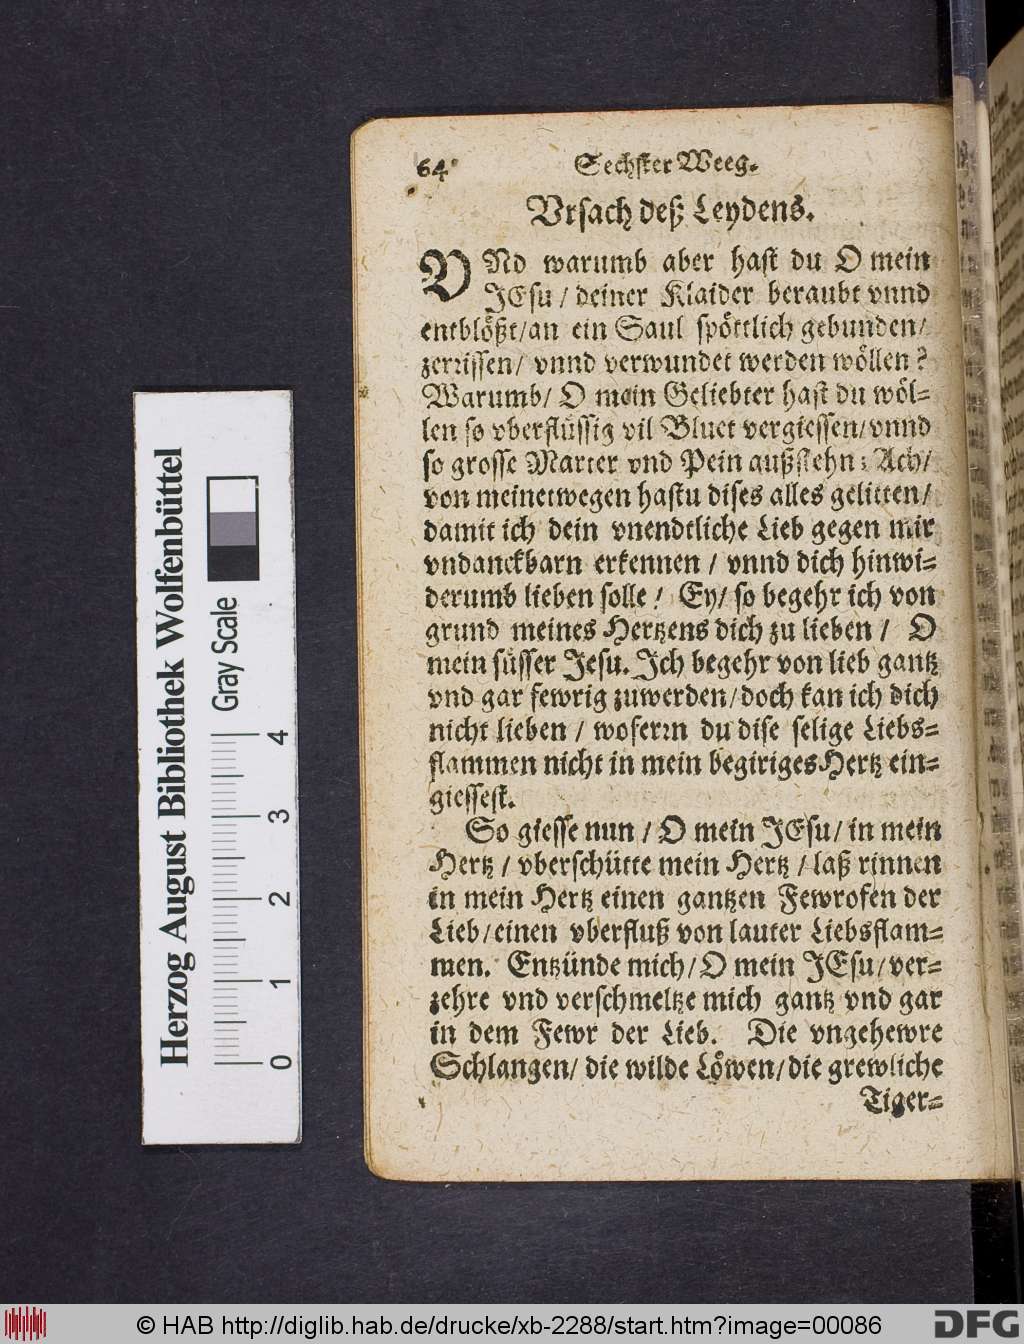 64
Sechster Weeg.
Vrsach deß Leydens.
VNd warumb aber hast du O mein
JEsu / deiner Klaider beraubt vnnd
entblößt/an ein Saul spöttlich gebunden/
zerrissen/ vnnd verwundet werden wöllen?
Warumb/ O mein Geliebter hast du wöl=
len so vberflüssig vil Bluet vergiessen/vnnd
so grosse Marter vnd Pein außstehn: Ach/
von meinetwegen hastu dises alles gelitten/
damit ich dein vnendtliche Lieb gegen mir
vndanckbarn erkennen / vnnd dich hinwi=
derumb lieben solle / Ey/ so begehr ich von
grund meines Hertzens dich zu lieben / O
mein süsser Jesu. Ich begehr von lieb gantz
vnd gar fewrig zuwerden/doch kan ich dich
nicht lieben / wofern du dise selige Liebs=
flammen nicht in mein begiriges Hertz ein=
giessest.
So giesse nun / O mein JEsu/ in mein
Hertz / vberschütte mein Hertz / laß rinnen
in mein Hertz einen gantzen Fewrofen der
Lieb/einen vberfluß von lauter Liebsflam=
men. Entzünde mich/ O mein JEsu/ ver=
zehre vnd verschmeltze mich gantz vnd gar
in dem Fewr der Lieb. Die vngehewre
Schlangen/ die wilde Löwen/die grewliche
Tiger=
Herzog August Bibliothek Wolfenbüttel
Gray Scale
0 1 2 3 4
© HAB http://diglib.hab.de/drucke/xb-2288/start.htm?image=00086
DFG